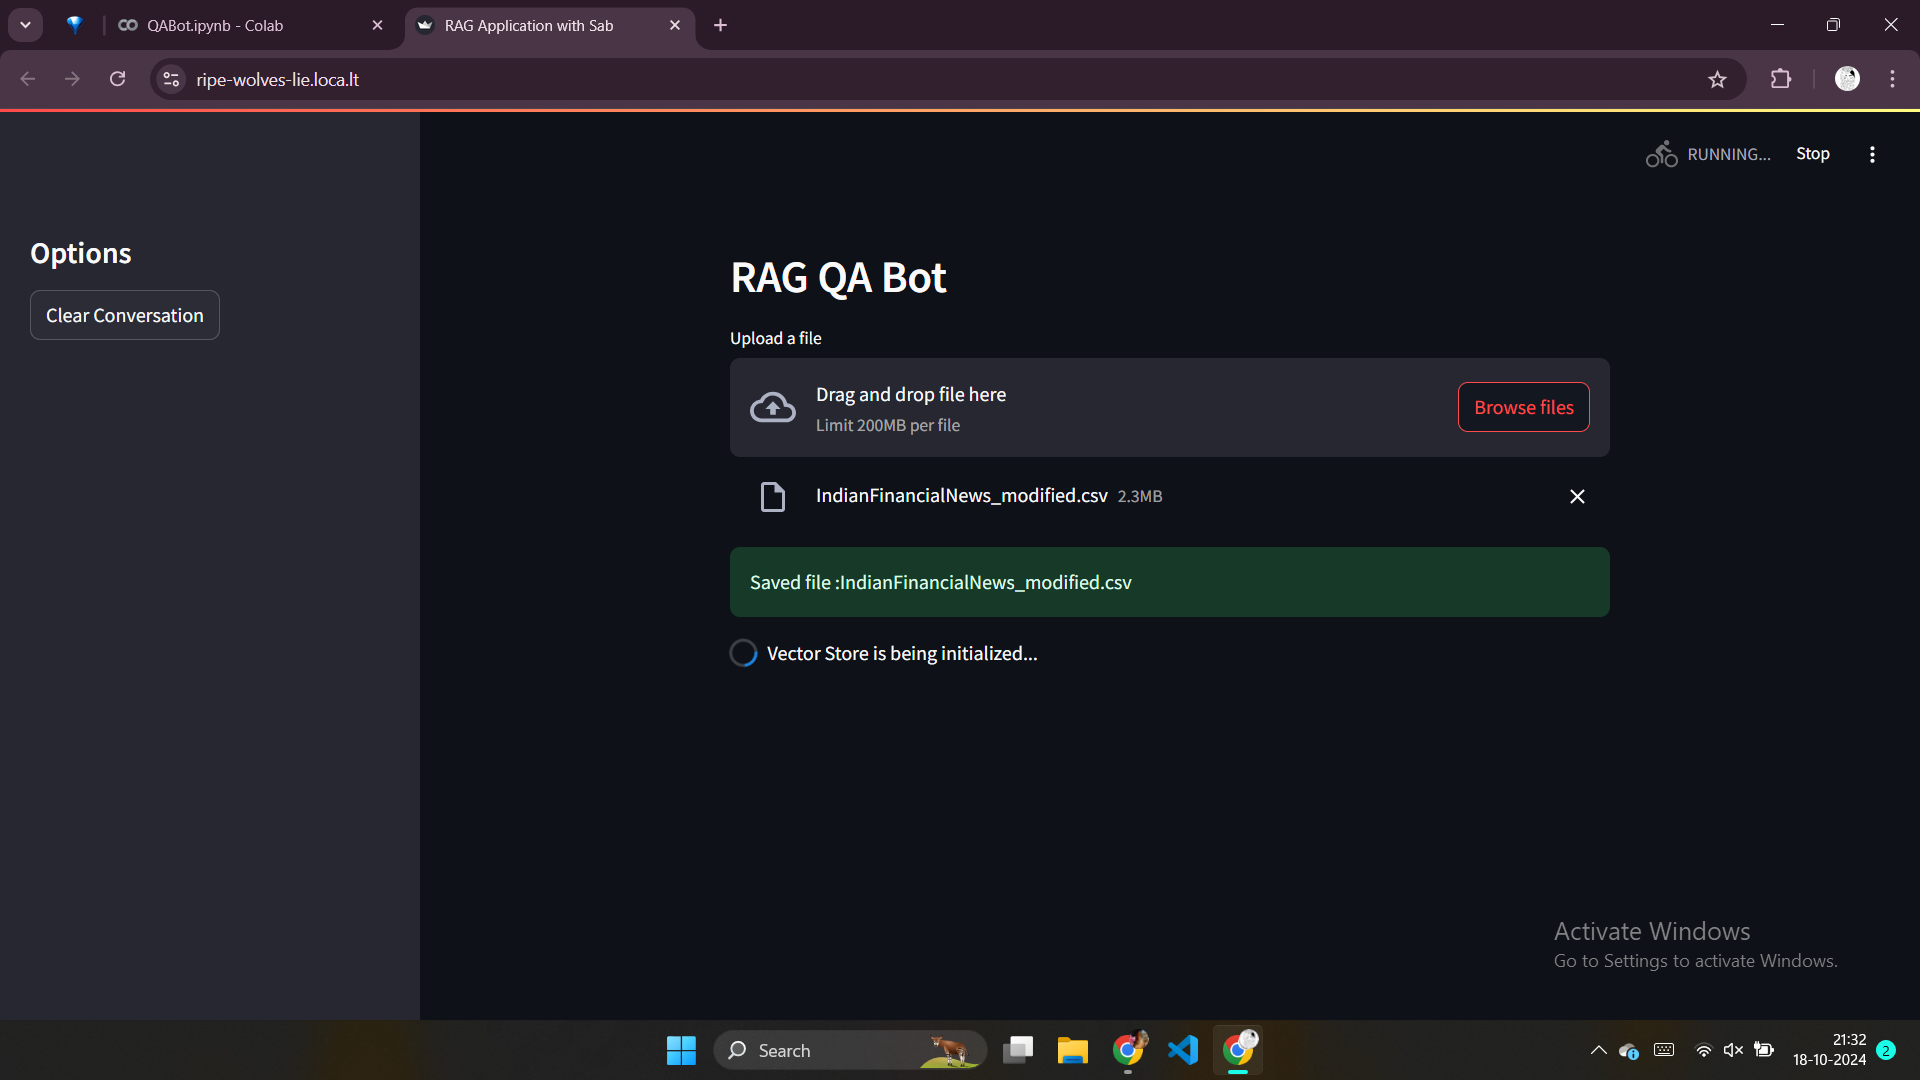 QABot.ipynb - Colab
RAG Application with Sab
ripe-wolves-lie.loca.lt
RUNNING...
Stop
Options
Clear Conversation
RAG QA Bot
Upload a file
Drag and drop file here
Limit 200MB per file
Browse files
IndianFinancialNews_modified.csv 2.3MB
Saved file :IndianFinancialNews_modified.csv
Vector Store is being initialized...
Activate Windows
Go to Settings to activate Windows.
Search
21:32
18-10-2024
2